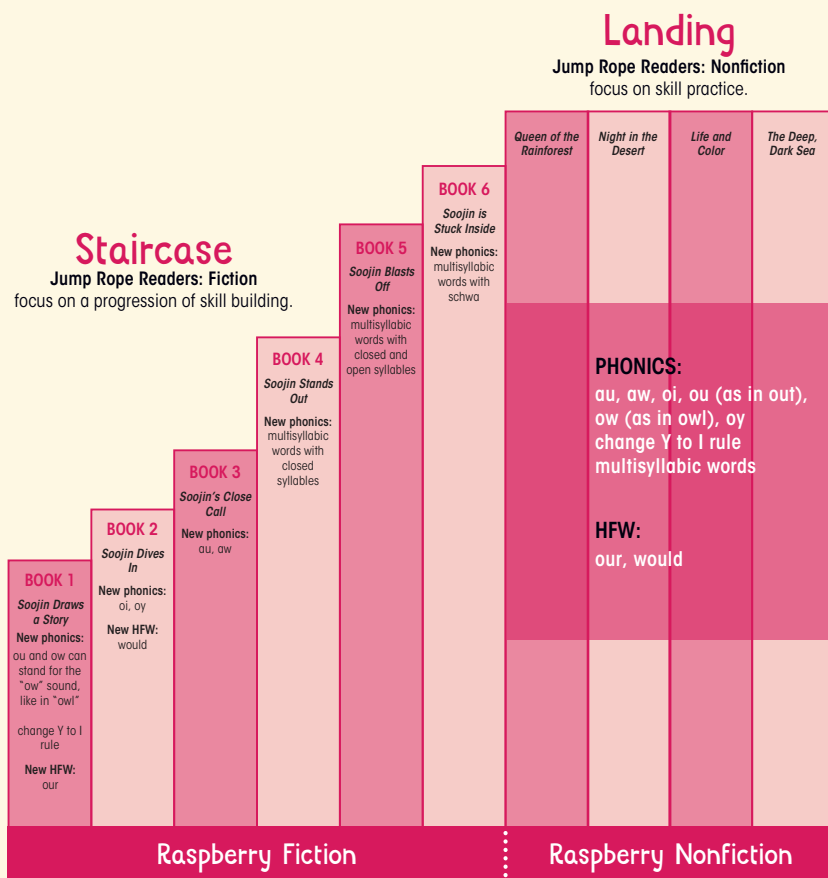 Landing
Jump Rope Readers: Nonfiction
focus on skill practice.
Staircase
Jump Rope Readers: Fiction
focus on a progression of skill building.
BOOK 1
Soojin Draws
a Story
New phonics:
ou and ow can
stand for the
"ow" sound,
like in "owl"
change Y to I
rule
New HFW:
our
BOOK 2
Soojin Dives
In
New phonics:
oi, oy
New HFW:
would
BOOK 3
Soojin's Close
Call
New phonics:
au, aw
BOOK 4
Soojin Stands
Out
New phonics:
multisyllabic
words with
closed
syllables
BOOK 5
Soojin Blasts
Off
New phonics:
multisyllabic
words with
closed and
open syllables
BOOK 6
Soojin is
Stuck Inside
New phonics:
multisyllabic
words with
schwa
Queen of the
Rainforest
Night in the
Desert
Life and
Color
The Deep,
Dark Sea
PHONICS:
au, aw, oi, ou (as in out),
ow (as in owl), oy
change Y to I rule
multisyllabic words
HFW:
our, would
Raspberry Fiction
Raspberry Nonfiction